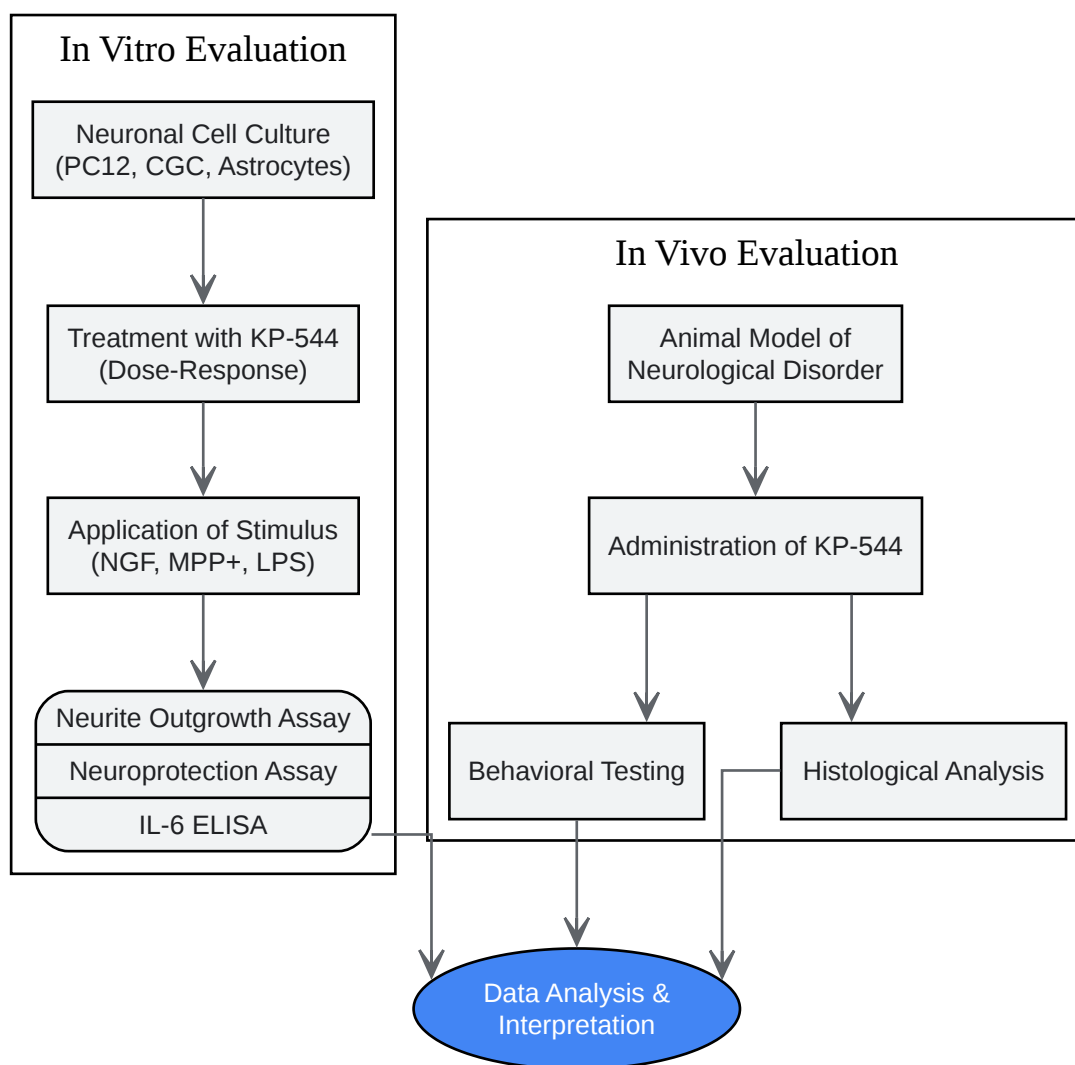 In Vitro Evaluation
Neuronal Cell Culture
(PC12, CGC, Astrocytes)
Treatment with KP-544
(Dose-Response)
Application of Stimulus
(NGF, MPP+, LPS)
Neurite Outgrowth Assay
Neuroprotection Assay
IL-6 ELISA
In Vivo Evaluation
Animal Model of
Neurological Disorder
Administration of KP-544
Behavioral Testing
Histological Analysis
Data Analysis &
Interpretation